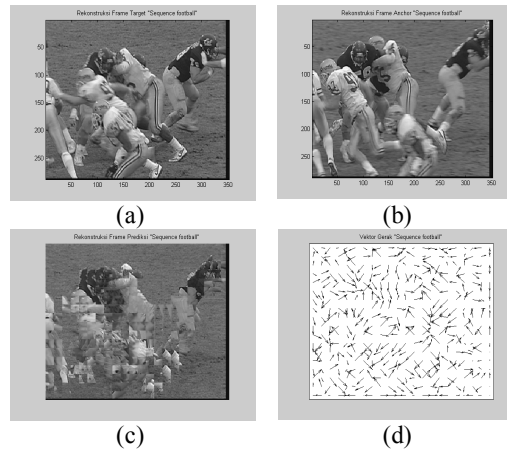 Rekonstruksi Frame Target "Sequence football"
0
50
100
150
200
250
0 50 100 150 200 250 300 350
(a)
Rekonstruksi Frame Anchor "Sequence football"
50
100
150
200
250
50 100 150 200 250 300 350
(b)
Rekonstruksi Frame Prediksi "Sequence football"
(c)
Vektor Gerak "Sequence football"
(d)